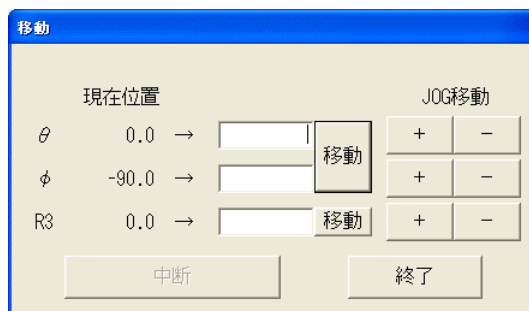 移動
現在位置 JOG移動
θ 0.0 → 移動 + −
φ -90.0 → + −
R3 0.0 → 移動 + −
中断 終了